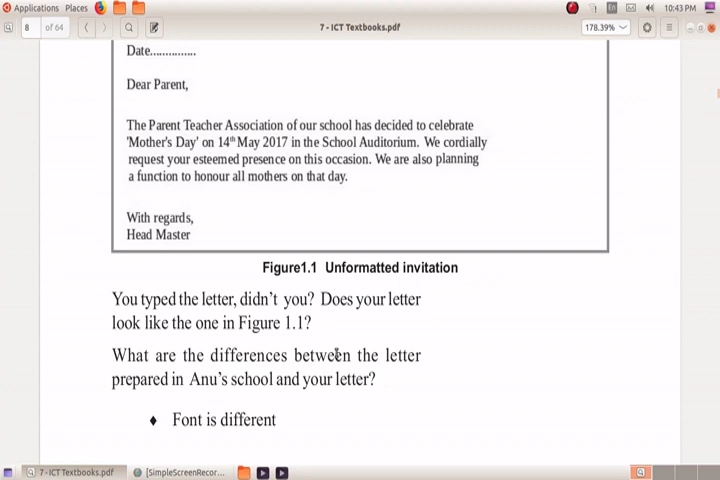 Applications Places En 10:43 PM
8 of 64 7 - ICT Textbooks.pdf 178.39%
Date...............
Dear Parent,
The Parent Teacher Association of our school has decided to celebrate
'Mother's Day' on 14th May 2017 in the School Auditorium. We cordially
request your esteemed presence on this occasion. We are also planning
a function to honour all mothers on that day.
With regards,
Head Master
Figure1.1 Unformatted invitation
You typed the letter, didn't you? Does your letter
look like the one in Figure 1.1?
What are the differences between the letter
prepared in Anu's school and your letter?
♦ Font is different
7 - ICT Textbooks.pdf [SimpleScreenRecor...